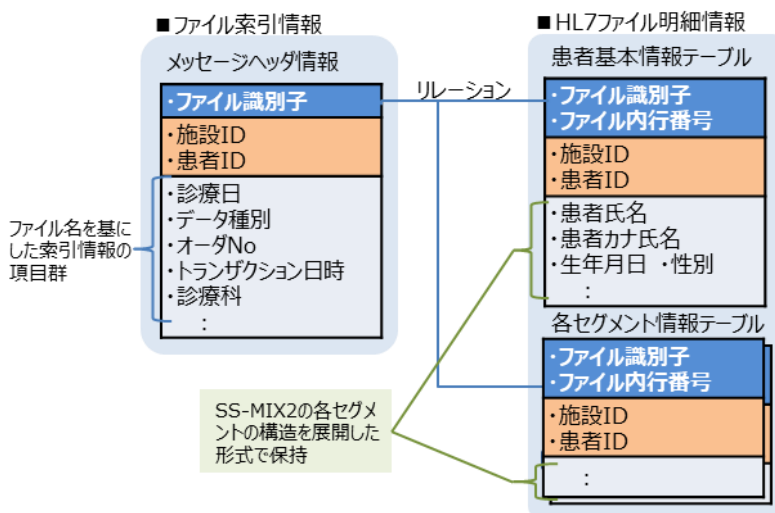 ■ファイル索引情報
メッセージヘッダ情報
・ファイル識別子
・施設ID
・患者ID
・診療日
・データ種別
・オーダNo
・トランザクション日時
・診療科
：
ファイル名を基に
した索引情報の
項目群
リレーション
■HL7ファイル明細情報
患者基本情報テーブル
・ファイル識別子
・ファイル内行番号
・施設ID
・患者ID
・患者氏名
・患者カナ氏名
・生年月日 ・性別
：
各セグメント情報テーブル
・ファイル識別子
・ファイル内行番号
・施設ID
・患者ID
：
SS-MIX2の各セグメ
ントの構造を展開した
形式で保持